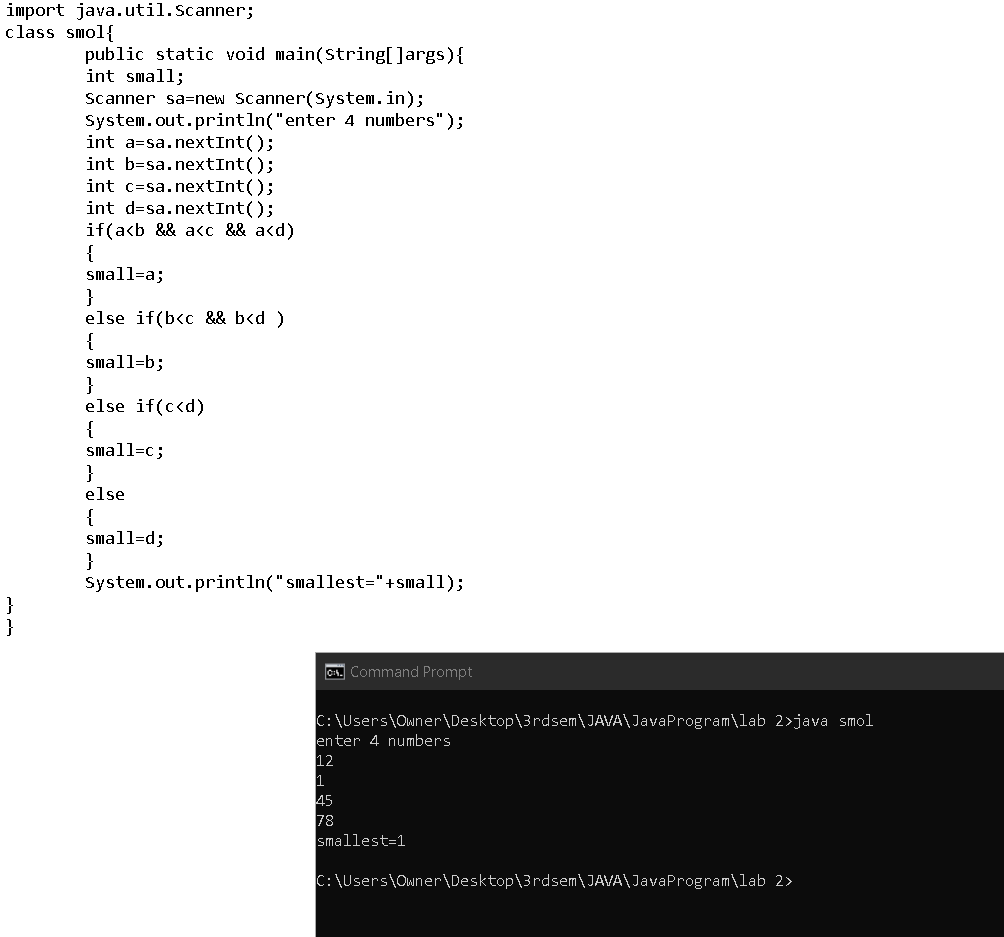 import java.util.Scanner;
class smol{
        public static void main(String[]args){
        int small;
        Scanner sa=new Scanner(System.in);
        System.out.println("enter 4 numbers");
        int a=sa.nextInt();
        int b=sa.nextInt();
        int c=sa.nextInt();
        int d=sa.nextInt();
        if(a<b && a<c && a<d)
        {
        small=a;
        }
        else if(b<c && b<d )
        {
        small=b;
        }
        else if(c<d)
        {
        small=c;
        }
        else
        {
        small=d;
        }
        System.out.println("smallest="+small);
}
}
C:\. Command Prompt
C:\Users\Owner\Desktop\3rdsem\JAVA\JavaProgram\lab 2>java smol
enter 4 numbers
12
1
45
78
smallest=1
C:\Users\Owner\Desktop\3rdsem\JAVA\JavaProgram\lab 2>